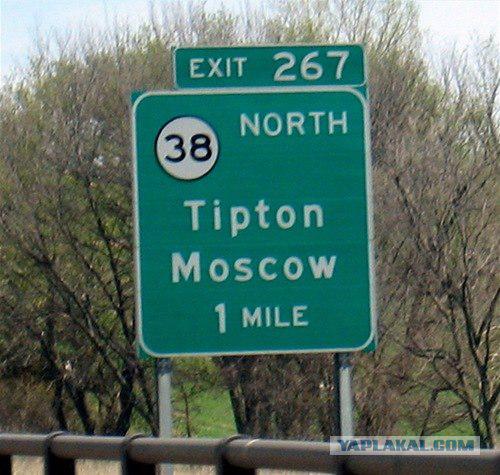 EXIT 267
38 NORTH
Tipton
Moscow
1 MILE
YAPLAKAL.COM